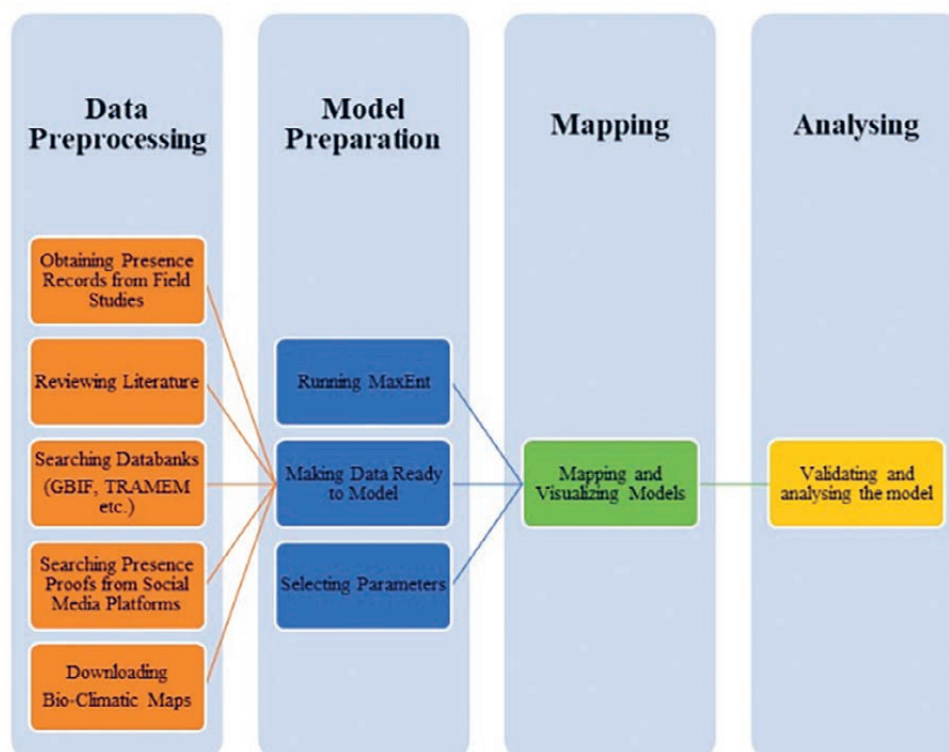 Data
Preprocessing
Obtaining Presence
Records from Field
Studies
Reviewing Literature
Searching Databanks
(GBIF, TRAMEM
etc.)
Searching Presence
Proofs from Social
Media Platforms
Downloading
Bio-Climatic Maps
Model
Preparation
Running MaxEnt
Making Data Ready
to Model
Selecting Parameters
Mapping
Mapping and
Visualizing Models
Analysing
Validating and
analysing the model